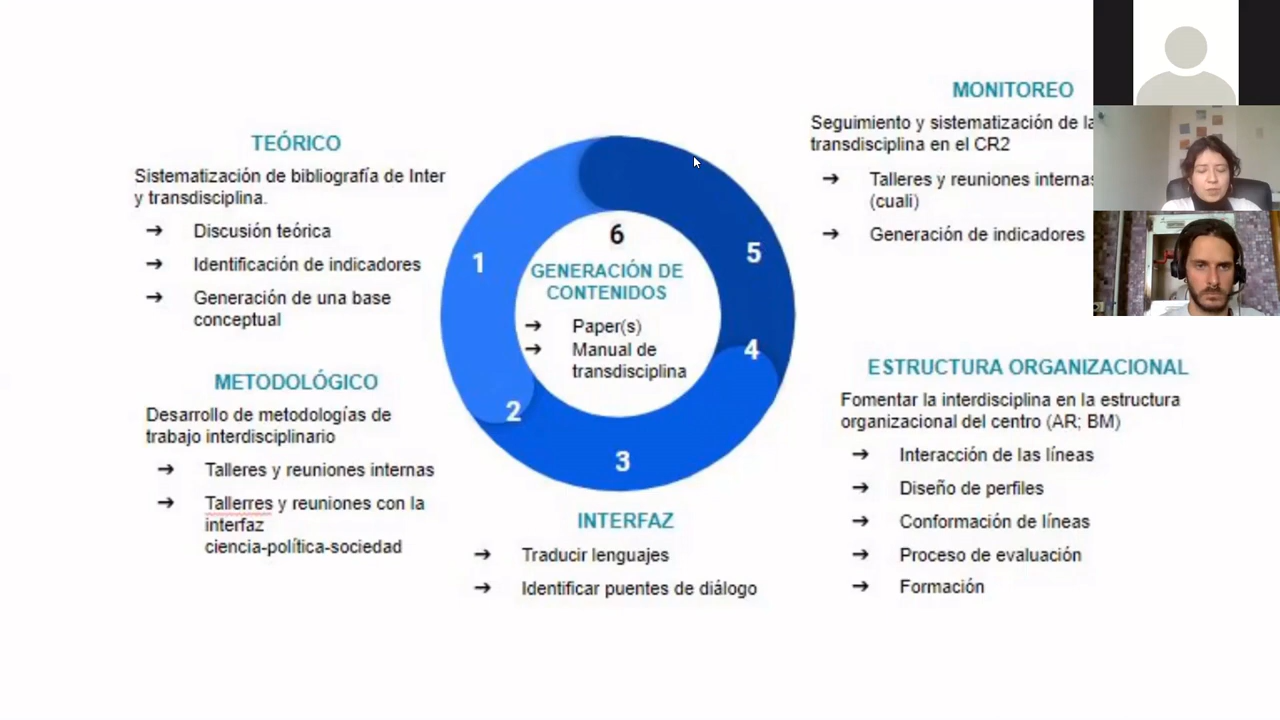 TEÓRICO
Sistematización de bibliografía de Inter
y transdisciplina.
➔ Discusión teórica
➔ Identificación de indicadores
➔ Generación de una base
conceptual
METODOLÓGICO
Desarrollo de metodologías de
trabajo interdisciplinario
➔ Talleres y reuniones internas
➔ Tallerres y reuniones con la
interfaz
ciencia-política-sociedad
1
2
3
4
5
6
GENERACIÓN DE
CONTENIDOS
➔ Paper(s)
➔ Manual de
transdisciplina
INTERFAZ
➔ Traducir lenguajes
➔ Identificar puentes de diálogo
MONITOREO
Seguimiento y sistematización de la
transdisciplina en el CR2
➔ Talleres y reuniones internas
(cuali)
➔ Generación de indicadores
ESTRUCTURA ORGANIZACIONAL
Fomentar la interdisciplina en la estructura
organizacional del centro (AR; BM)
➔ Interacción de las líneas
➔ Diseño de perfiles
➔ Conformación de líneas
➔ Proceso de evaluación
➔ Formación